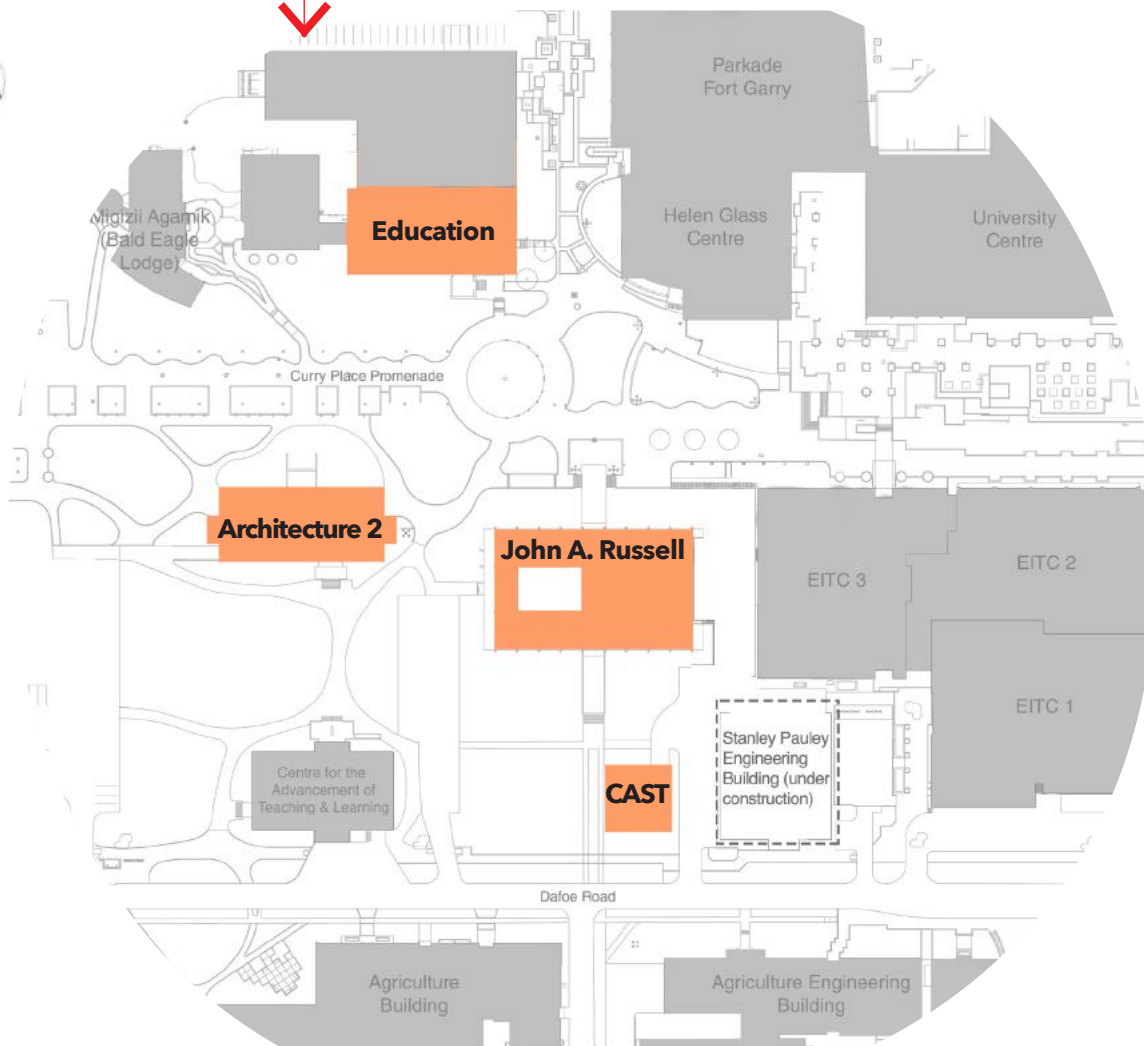 Parkade
Fort Garry
Migizii Agamik
(Bald Eagle
Lodge)
Education
Helen Glass
Centre
University
Centre
Curry Place Promenade
Architecture 2
John A. Russell
EITC 3
EITC 2
EITC 1
Stanley Pauley
Engineering
Building (under
construction)
Centre for the
Advancement of
Teaching & Learning
CAST
Dafoe Road
Agriculture
Building
Agriculture Engineering
Building